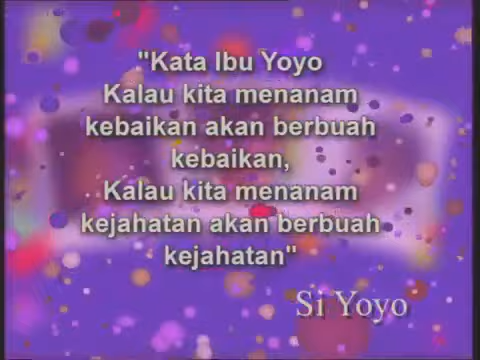 "Kata Ibu Yoyo
Kalau kita menanam
kebaikan akan berbuah
kebaikan,
Kalau kita menanam
kejahatan akan berbuah
kejahatan"
Si Yoyo